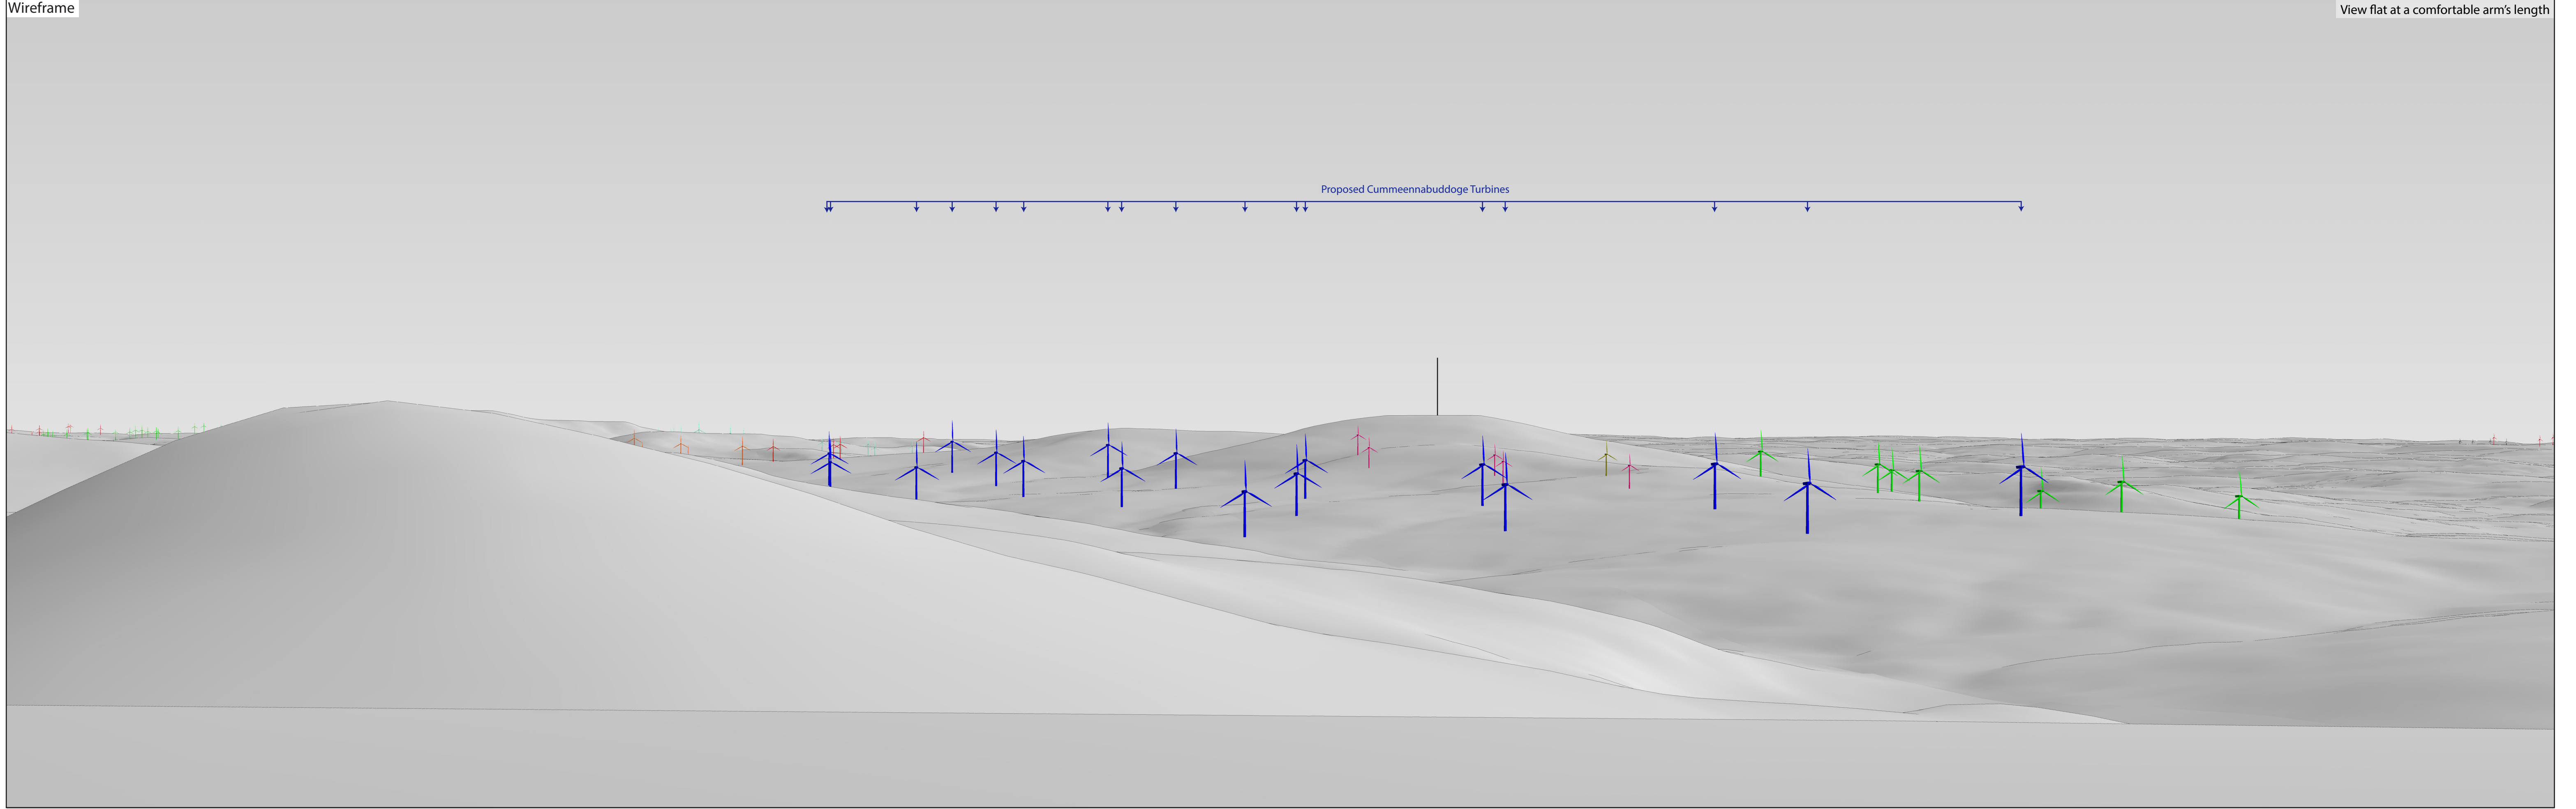 Wireframe
View flat at a comfortable arm's length
Proposed Cummeennabuddoge Turbines